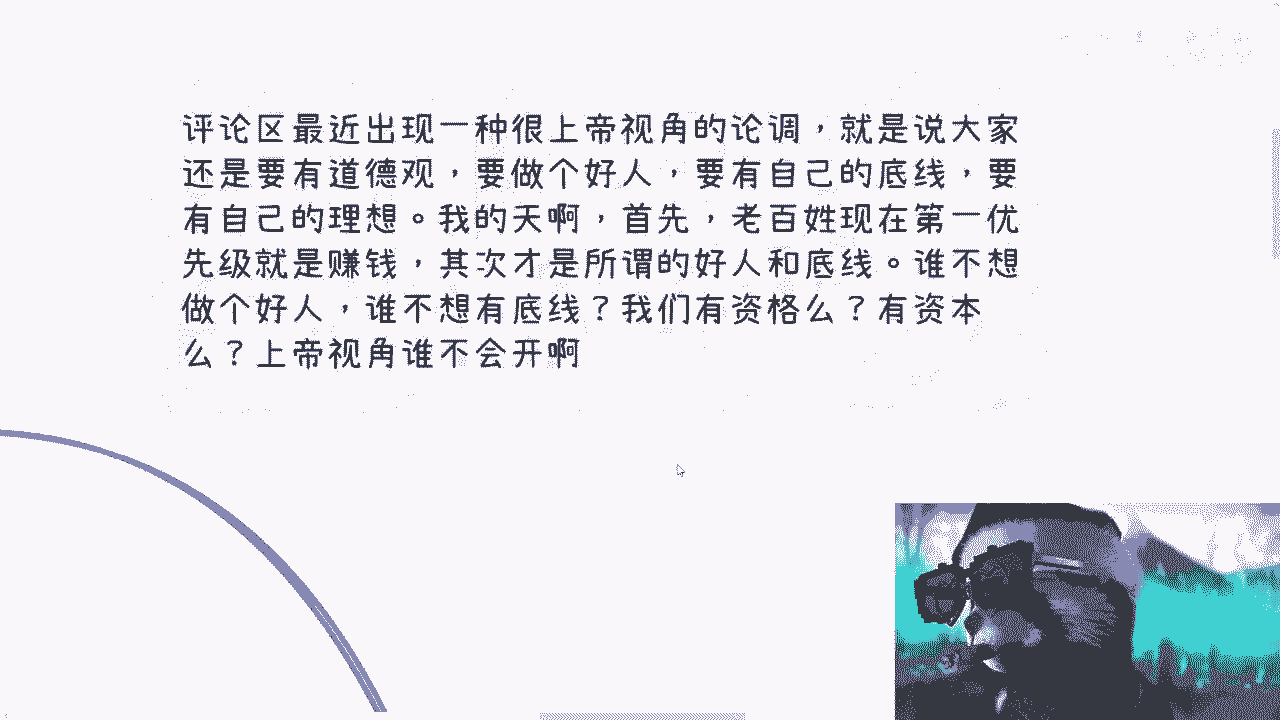 评论区最近出现一种很上帝视角的论调，就是说大家
还是要有道德观，要做个好人，要有自己的底线，要
有自己的理想。我的天啊，首先，老百姓现在第一优
先级就是赚钱，其次才是所谓的好人和底线。谁不想
做个好人，谁不想有底线？我们有资格么？有资本
么？上帝视角谁不会开啊